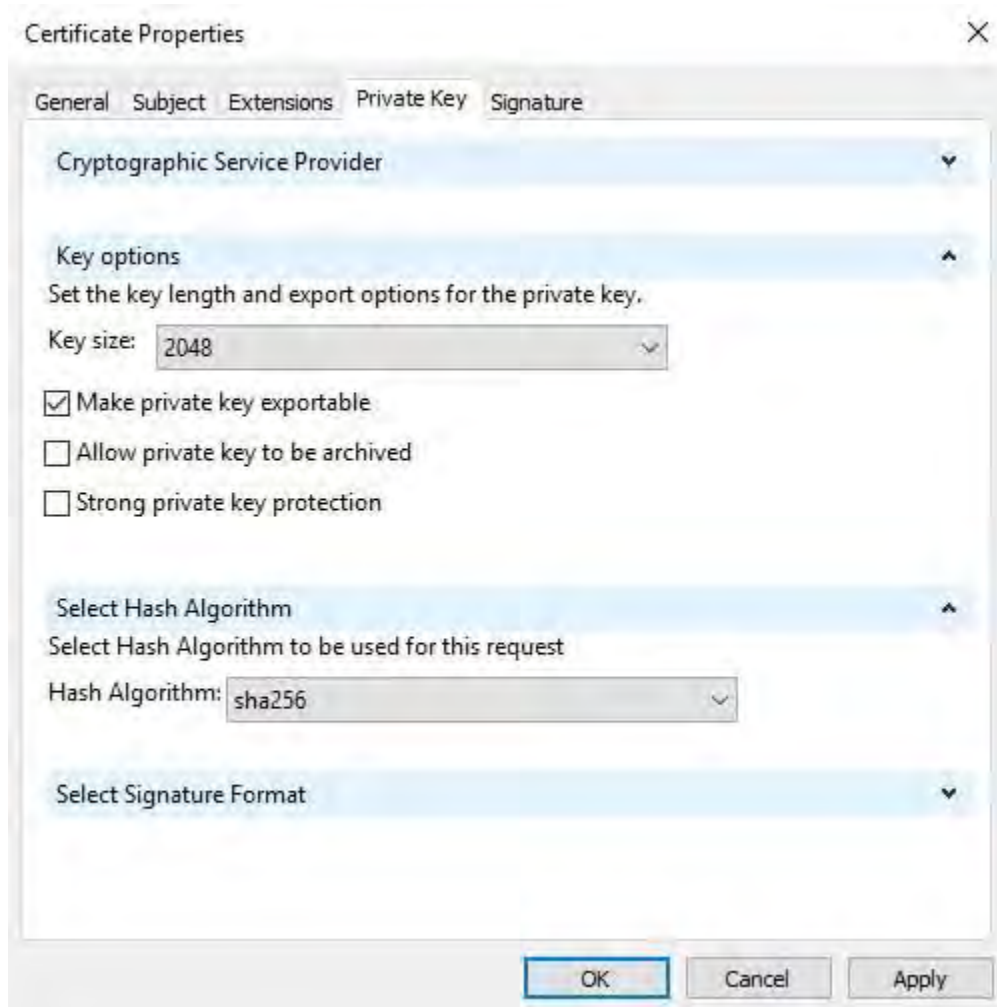 Certificate Properties
General Subject Extensions Private Key Signature
Cryptographic Service Provider
Key options
Set the key length and export options for the private key.
Key size: 2048
Make private key exportable
Allow private key to be archived
Strong private key protection
Select Hash Algorithm
Select Hash Algorithm to be used for this request
Hash Algorithm: sha256
Select Signature Format
OK Cancel Apply